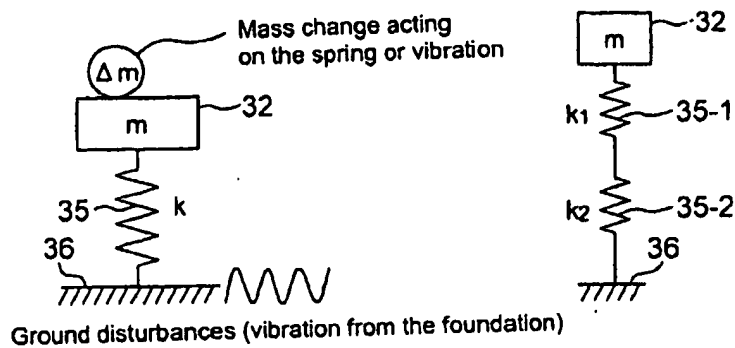 Mass change acting
on the spring or vibration
Δm
32
m
35
k
36
Ground disturbances (vibration from the foundation)
32
m
k1
35-1
k2
35-2
36